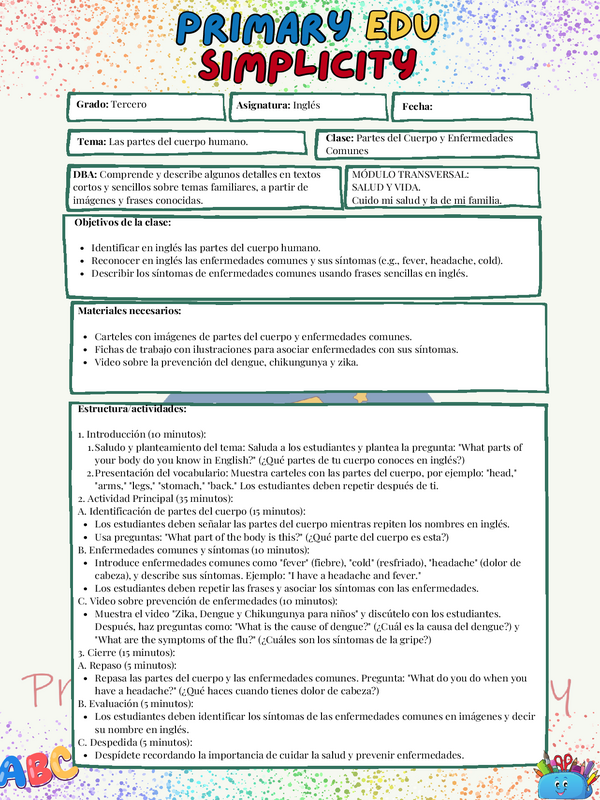 PRIMARY EDU
SIMPLICITY
Grado: Tercero
Asignatura: Inglés
Fecha:
Tema: Las partes del cuerpo humano.
Clase: Partes del Cuerpo y Enfermedades
Comunes
DBA: Comprende y describe algunos detalles en textos
cortos y sencillos sobre temas familiares, a partir de
imágenes y frases conocidas.
MÓDULO TRANSVERSAL:
SALUD Y VIDA.
Cuido mi salud y la de mi familia.
Objetivos de la clase:
• Identificar en inglés las partes del cuerpo humano.
• Reconocer en inglés las enfermedades comunes y sus síntomas (e.g., fever, headache, cold).
• Describir los síntomas de enfermedades comunes usando frases sencillas en inglés.
Materiales necesarios:
• Carteles con imágenes de partes del cuerpo y enfermedades comunes.
• Fichas de trabajo con ilustraciones para asociar enfermedades con sus síntomas.
• Video sobre la prevención del dengue, chikungunya y zika.
Estructura/actividades:
1. Introducción (10 minutos):
1. Saludo y planteamiento del tema: Saluda a los estudiantes y plantea la pregunta: "What parts of
your body do you know in English?" (¿Qué partes de tu cuerpo conoces en inglés?)
2. Presentación del vocabulario: Muestra carteles con las partes del cuerpo, por ejemplo: "head,"
"arms," "legs," "stomach," "back." Los estudiantes deben repetir después de ti.
2. Actividad Principal (35 minutos):
A. Identificación de partes del cuerpo (15 minutos):
• Los estudiantes deben señalar las partes del cuerpo mientras repiten los nombres en inglés.
• Usa preguntas: "What part of the body is this?" (¿Qué parte del cuerpo es esta?)
B. Enfermedades comunes y síntomas (10 minutos):
• Introduce enfermedades comunes como "fever" (fiebre), "cold" (resfriado), "headache" (dolor de
cabeza), y describe sus síntomas. Ejemplo: "I have a headache and fever."
• Los estudiantes deben repetir las frases y asociar los síntomas con las enfermedades.
C. Video sobre prevención de enfermedades (10 minutos):
• Muestra el video "Zika, Dengue y Chikungunya para niños" y discútelo con los estudiantes.
Después, haz preguntas como: "What is the cause of dengue?" (¿Cuál es la causa del dengue?) y
"What are the symptoms of the flu?" (¿Cuáles son los síntomas de la gripe?)
3. Cierre (15 minutos):
A. Repaso (5 minutos):
• Repasa las partes del cuerpo y las enfermedades comunes. Pregunta: "What do you do when you
have a headache?" (¿Qué haces cuando tienes dolor de cabeza?)
B. Evaluación (5 minutos):
• Los estudiantes deben identificar los síntomas de las enfermedades comunes en imágenes y decir
su nombre en inglés.
C. Despedida (5 minutos):
• Despídete recordando la importancia de cuidar la salud y prevenir enfermedades.
ABC